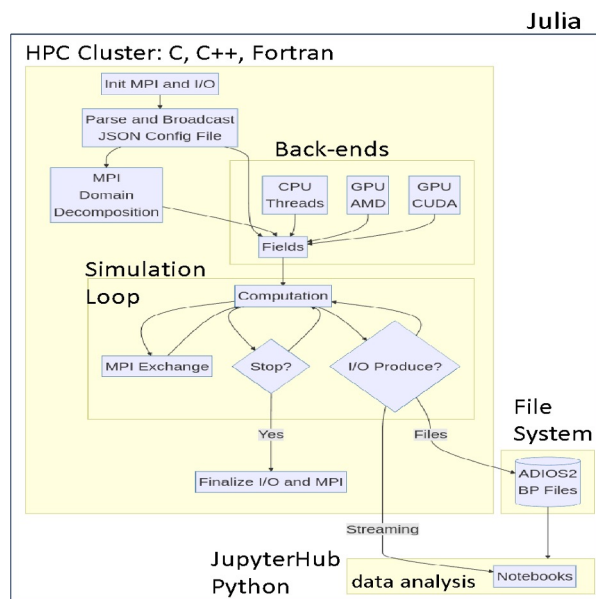 Julia
HPC Cluster: C, C++, Fortran
Init MPI and I/O
Parse and Broadcast
JSON Config File
Back-ends
MPI
Domain
Decomposition
CPU
Threads
GPU
AMD
GPU
CUDA
Fields
Simulation
Loop
Computation
MPI Exchange
Stop?
I/O Produce?
Yes
Files
File
System
Finalize I/O and MPI
ADIOS2
BP Files
Streaming
JupyterHub
Python
data analysis
Notebooks